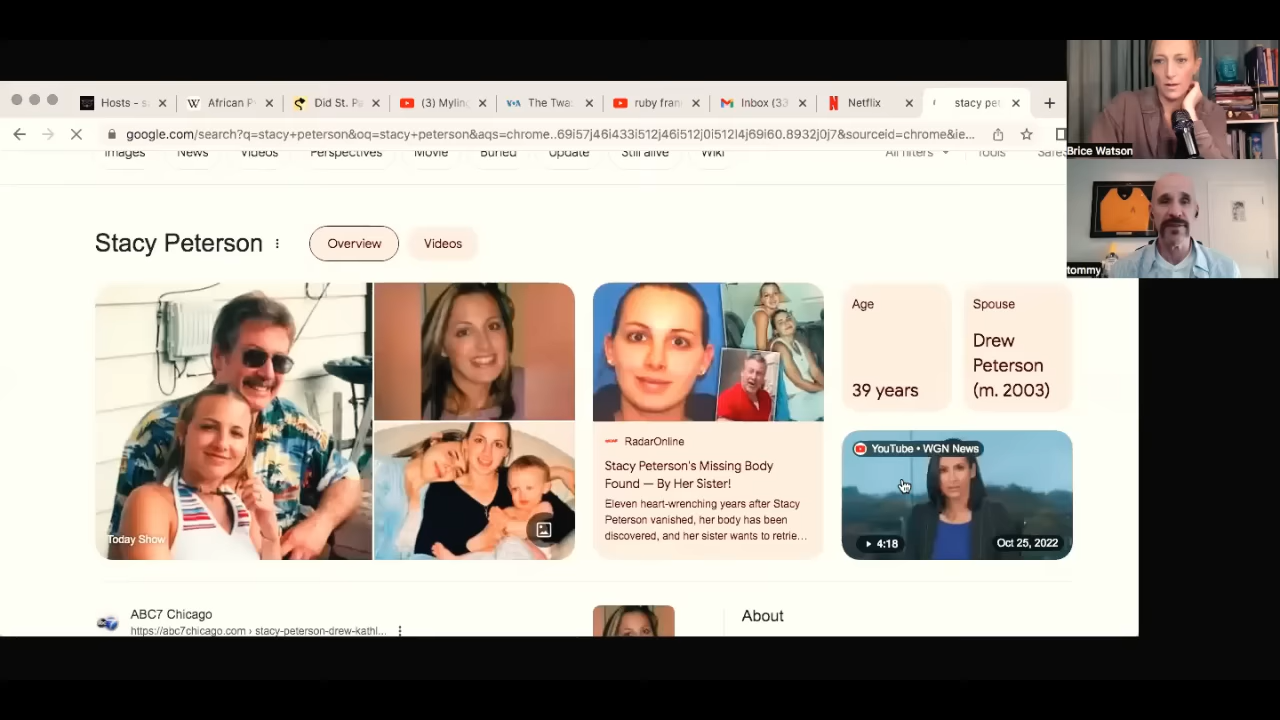 Hosts - s
African P
Did St. Pa
(3) Mylin
The Twa
ruby fran
Inbox (33
Netflix
stacy pet
google.com/search?q=stacy+peterson&oq=stacy+peterson&aqs=chrome..69i57j46i433i512j46i512j0i512l4j69i60.8932j0j7&sourceid=chrome&ie...
Images News Videos Perspectives Movie Buried Update Still alive Wiki All filters Tools
Brice Watson
tommy
Stacy Peterson
Overview
Videos
Today Show
RadarOnline
Stacy Peterson's Missing Body
Found — By Her Sister!
Eleven heart-wrenching years after Stacy
Peterson vanished, her body has been
discovered, and her sister wants to retrie...
Age
39 years
Spouse
Drew
Peterson
(m. 2003)
YouTube • WGN News
4:18
Oct 25, 2022
ABC7 Chicago
https://abc7chicago.com › stacy-peterson-drew-kathl...
About